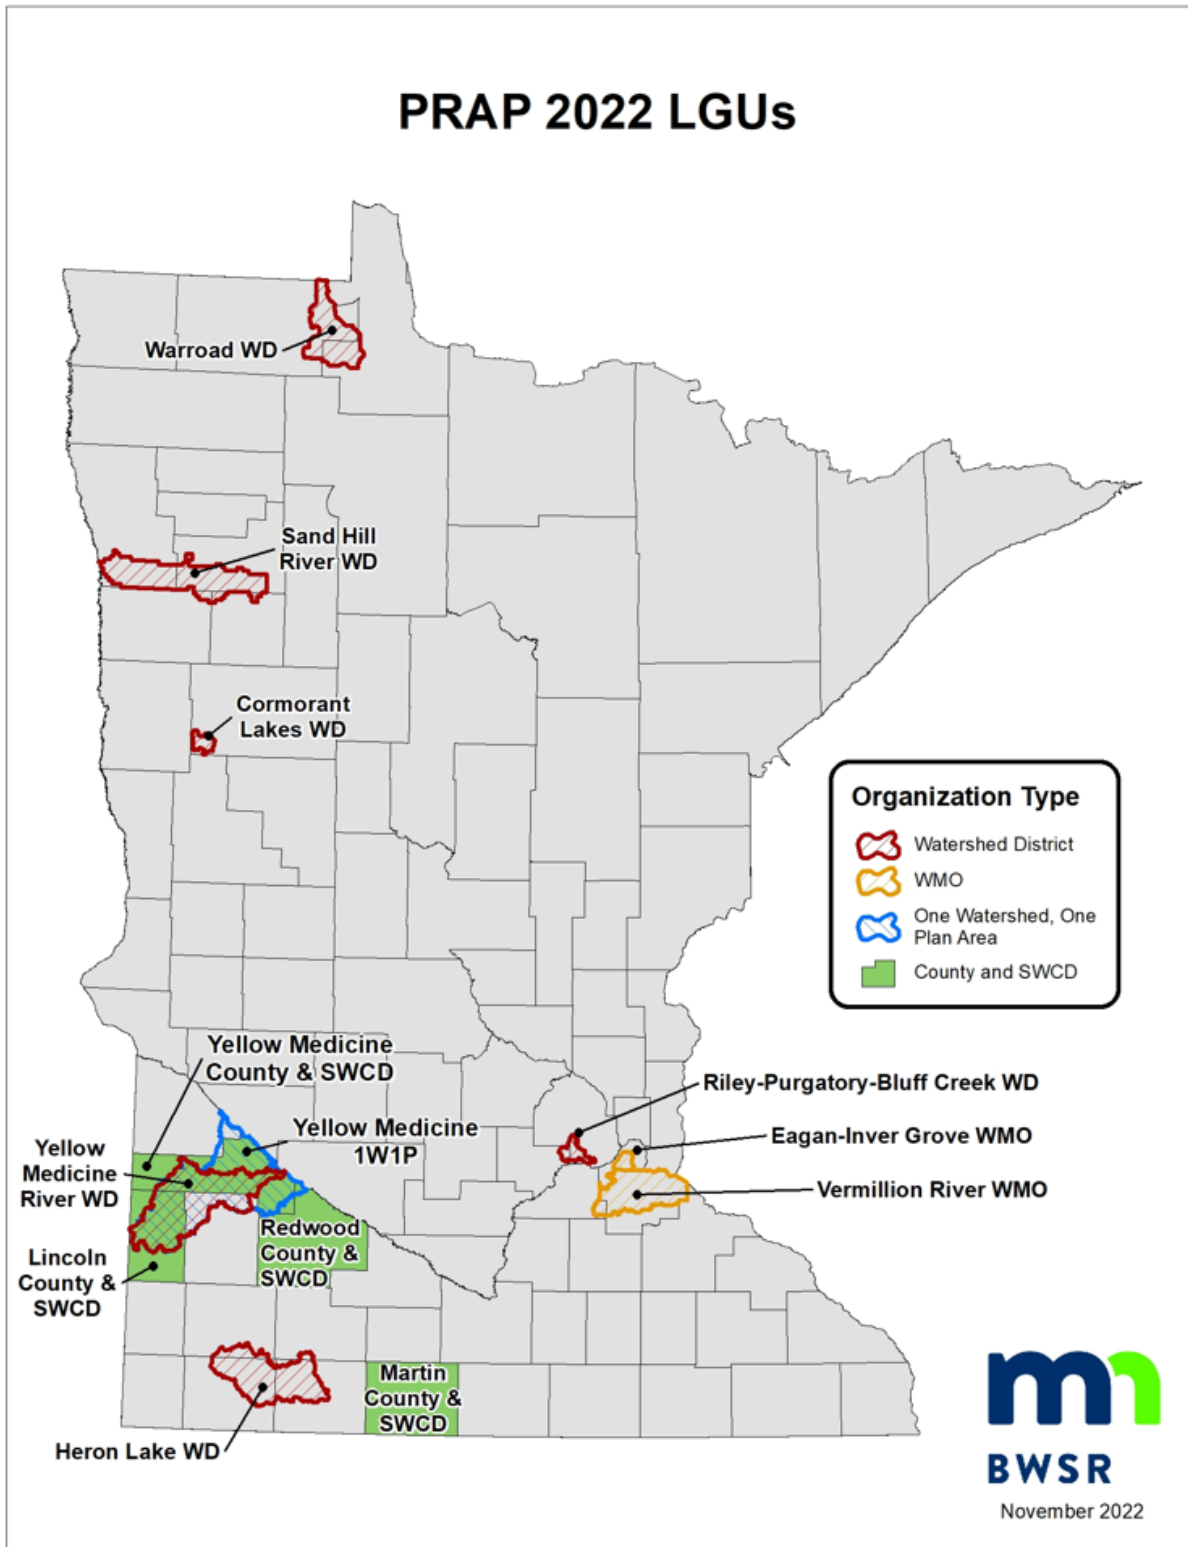 PRAP 2022 LGUs
Warroad WD
Sand Hill
River WD
Cormorant
Lakes WD
Organization Type
Watershed District
WMO
One Watershed, One
Plan Area
County and SWCD
Yellow Medicine
County & SWCD
Riley-Purgatory-Bluff Creek WD
Yellow Medicine
1W1P
Eagan-Inver Grove WMO
Yellow
Medicine
River WD
Vermillion River WMO
Redwood
County &
SWCD
Lincoln
County &
SWCD
Martin
County &
SWCD
Heron Lake WD
mn
BWSR
November 2022